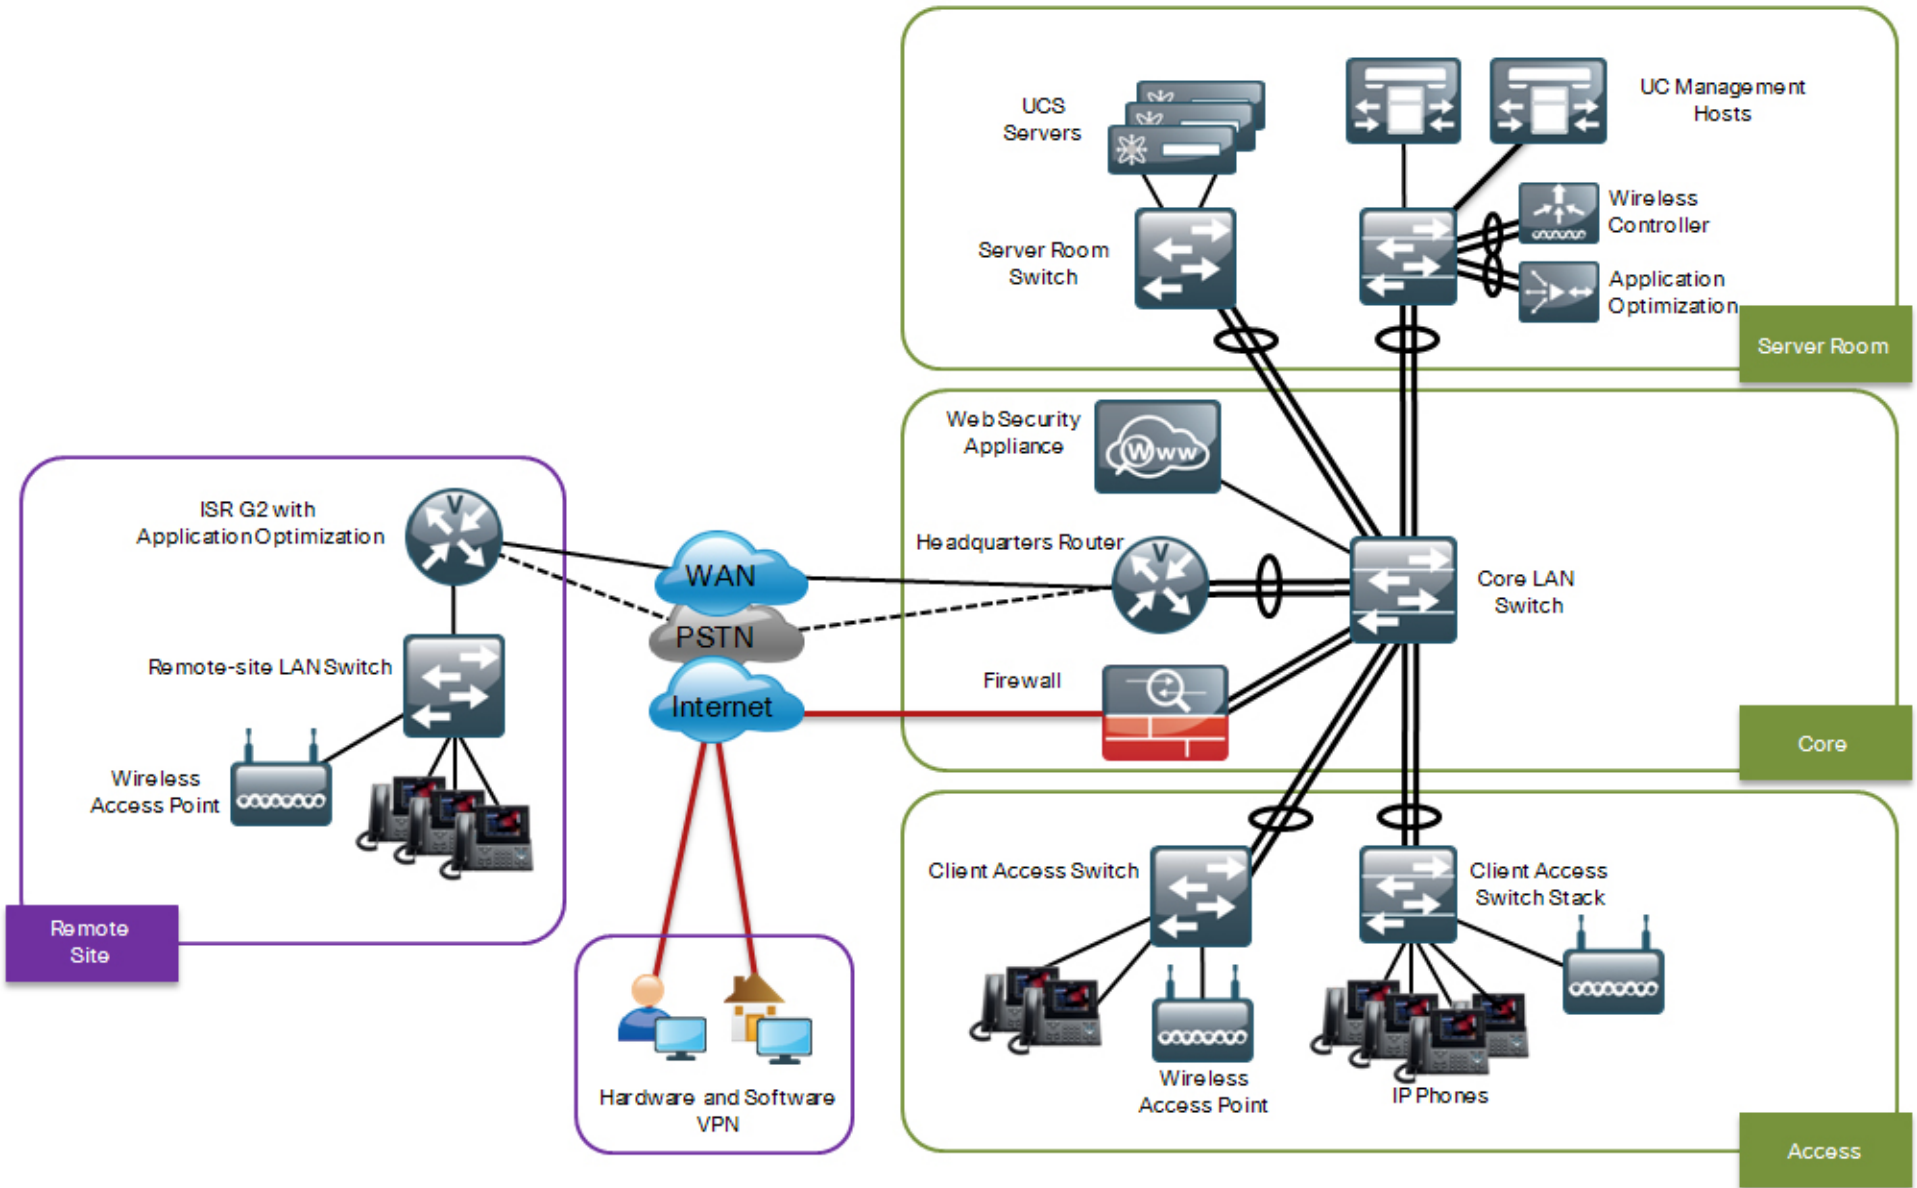 UCS
Servers
UC Management
Hosts
Wireless
Controller
Server Room
Switch
Application
Optimization
Server Room
Web Security
Appliance
www
ISR G2 with
Application Optimization
V
WAN
Headquarters Router
V
Core LAN
Switch
PSTN
Remote-site LAN Switch
Internet
Firewall
Core
Wireless
Access Point
Client Access Switch
Client Access
Switch Stack
Remote
Site
Hardware and Software
VPN
Wireless
Access Point
IP Phones
Access